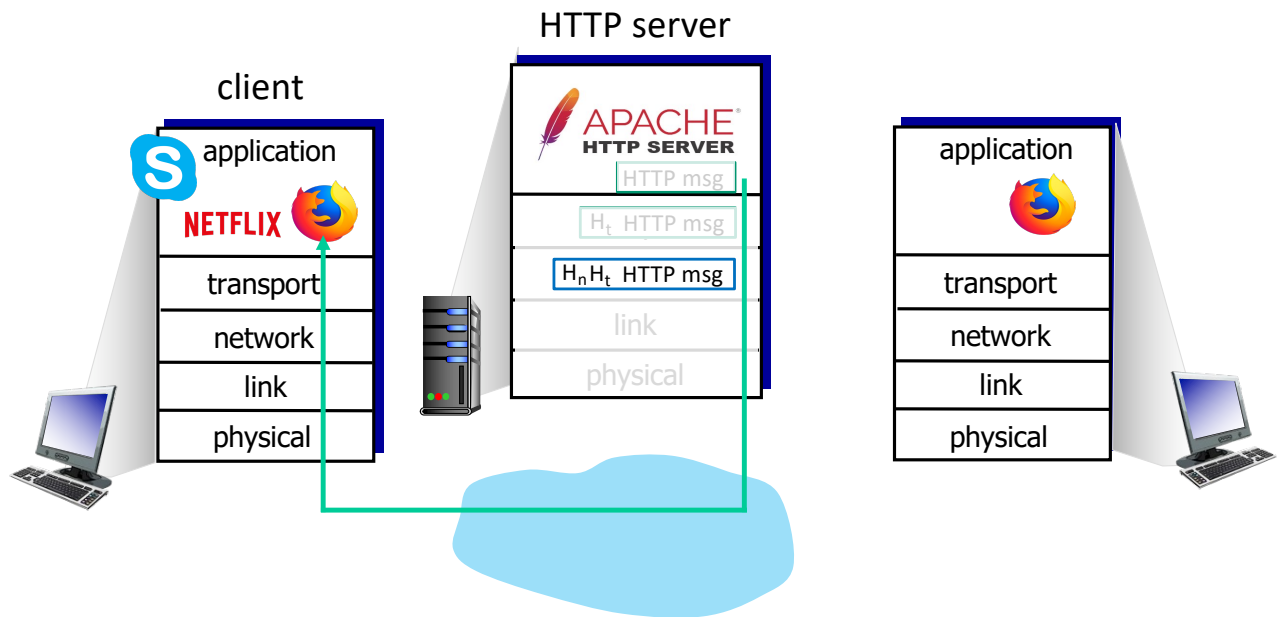 HTTP server
client
S
application
NETFLIX
transport
network
link
physical
APACHE®
HTTP SERVER
HTTP msg
Hₜ HTTP msg
HₙHₜ HTTP msg
link
physical
application
transport
network
link
physical